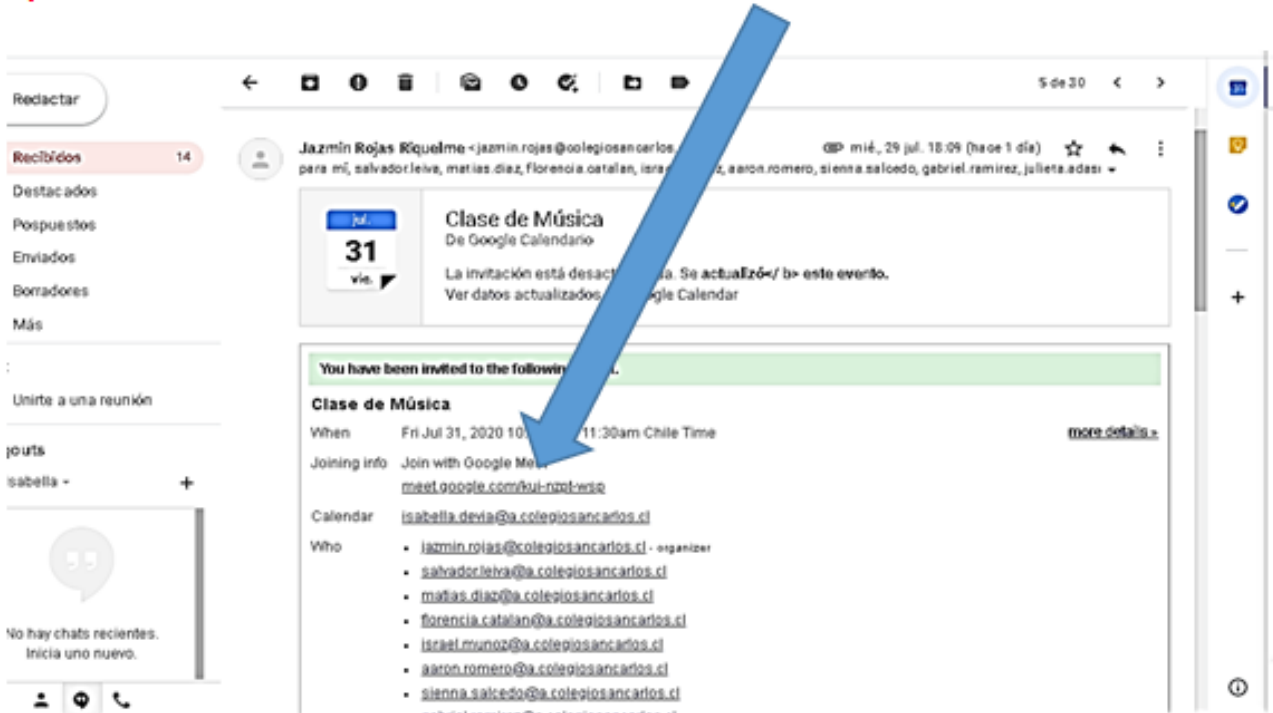 Redactar
5 de 30
Recibidos 14
Destacados
Pospuestos
Enviados
Borradores
Más
Unirte a una reunión
gouts
sabella
No hay chats recientes.
Inicia uno nuevo.
Jazmín Rojas Riquelme <jazmin.rojas@colegiosancarlos. mié., 29 jul. 18:09 (hace 1 día)
para mí, salvador.leiva, matias.diaz, florencia.catalan, aaron.romero, sienna.salcedo, gabriel.ramirez, julieta.adas
jul.
31
vie.
Clase de Música
De Google Calendario
La invitación está Se actualizó</ b> este evento.
Ver datos actualizados Calendar
You have been invited to the
Clase de Música
When Fri Jul 31, 2020 11:30am Chile Time
more details »
Joining info Join with Google
meet.google.com/kui-nzpt-wsp
Calendar isabella.devia@a.colegiosancarlos.cl
Who • jazmin.rojas@colegiosancarlos.cl - organizer
• salvador.leiva@a.colegiosancarlos.cl
• matias.diaz@a.colegiosancarlos.cl
• florencia.catalan@a.colegiosancarlos.cl
• israel.munoz@a.colegiosancarlos.cl
• aaron.romero@a.colegiosancarlos.cl
• sienna.salcedo@a.colegiosancarlos.cl